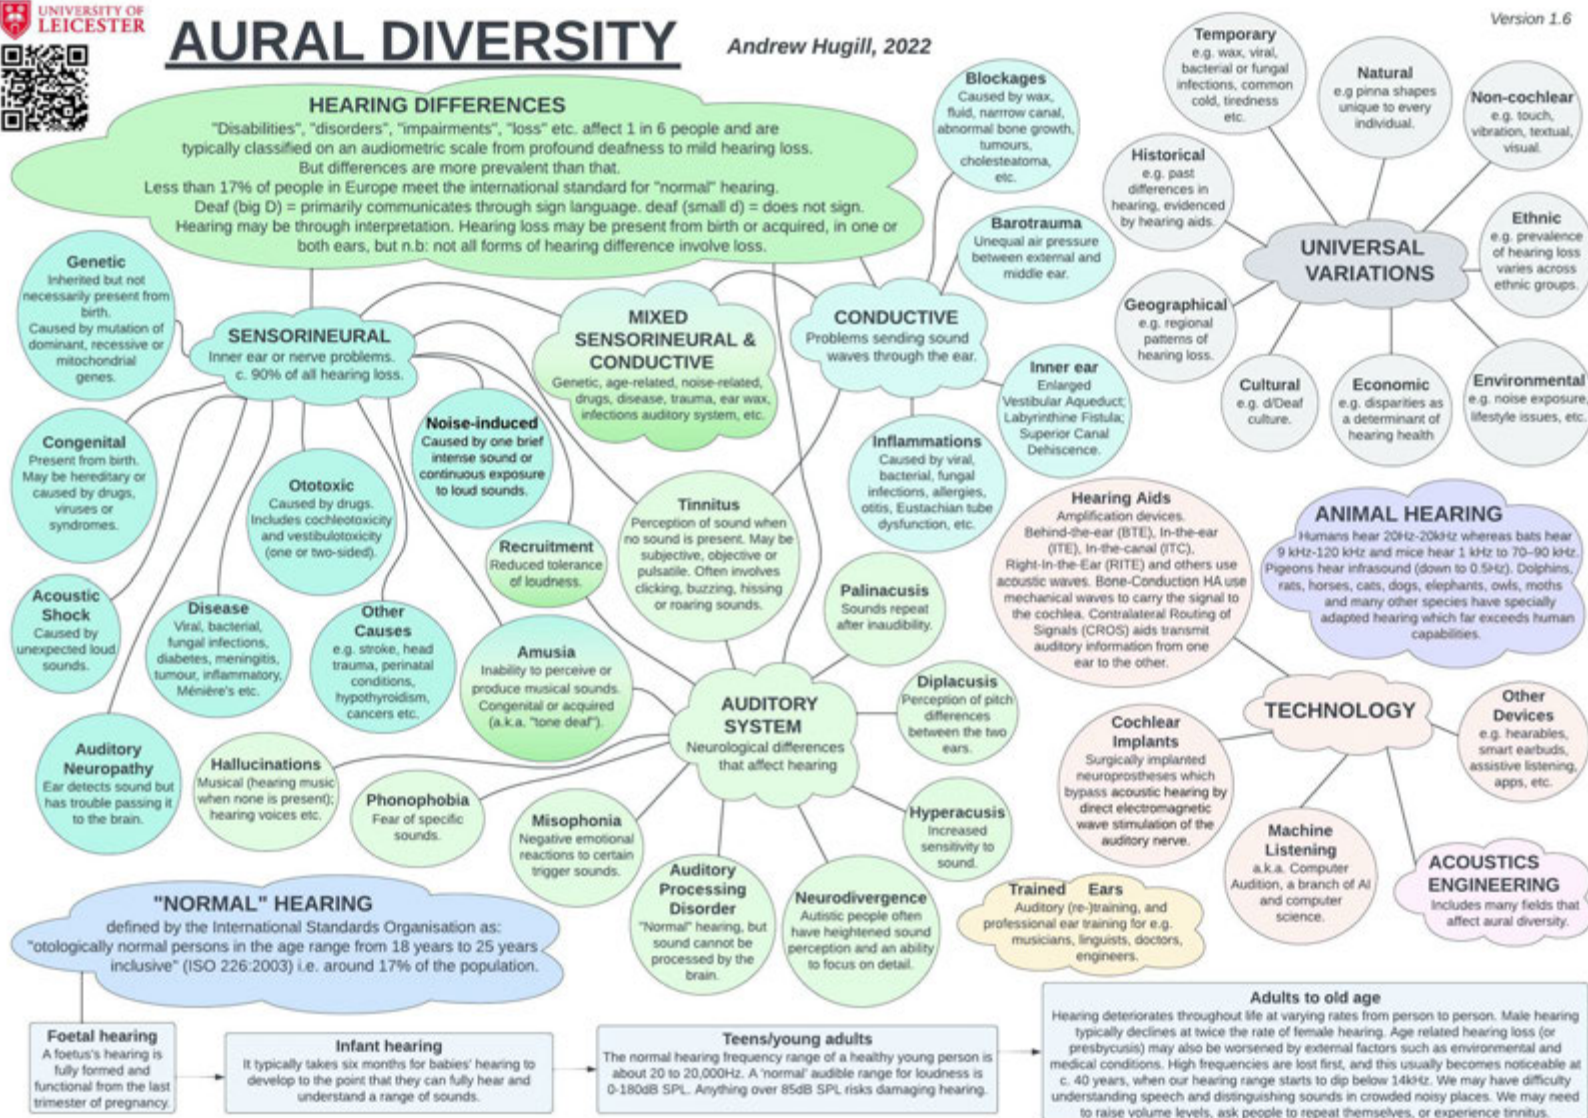 UNIVERSITY OF
LEICESTER
AURAL DIVERSITY
Andrew Hugill, 2022
Version 1.6
HEARING DIFFERENCES
"Disabilities", "disorders", "impairments", "loss" etc. affect 1 in 6 people and are
typically classified on an audiometric scale from profound deafness to mild hearing loss.
But differences are more prevalent than that.
Less than 17% of people in Europe meet the international standard for "normal" hearing.
Deaf (big D) = primarily communicates through sign language. deaf (small d) = does not sign.
Hearing may be through interpretation. Hearing loss may be present from birth or acquired, in one or
both ears, but n.b: not all forms of hearing difference involve loss.
Blockages
Caused by wax,
fluid, narrrow canal,
abnormal bone growth,
tumours,
cholesteatoma,
etc.
Barotrauma
Unequal air pressure
between external and
middle ear.
Temporary
e.g. wax, viral,
bacterial or fungal
infections, common
cold, tiredness
etc.
Natural
e.g pinna shapes
unique to every
individual.
Non-cochlear
e.g. touch,
vibration, textual,
visual.
Historical
e.g. past
differences in
hearing, evidenced
by hearing aids.
UNIVERSAL
VARIATIONS
Ethnic
e.g. prevalence
of hearing loss
varies across
ethnic groups.
Geographical
e.g. regional
patterns of
hearing loss.
Cultural
e.g. d/Deaf
culture.
Economic
e.g. disparities as
a determinant of
hearing health
Environmental
e.g. noise exposure,
lifestyle issues, etc.
Genetic
Inherited but not
necessarily present from
birth.
Caused by mutation of
dominant, recessive or
mitochondrial
genes.
SENSORINEURAL
Inner ear or nerve problems.
c. 90% of all hearing loss.
MIXED
SENSORINEURAL &
CONDUCTIVE
Genetic, age-related, noise-related,
drugs, disease, trauma, ear wax,
infections auditory system, etc.
CONDUCTIVE
Problems sending sound
waves through the ear.
Inner ear
Enlarged
Vestibular Aqueduct;
Labyrinthine Fistula;
Superior Canal
Dehiscence.
Inflammations
Caused by viral,
bacterial, fungal
infections, allergies,
otitis, Eustachian tube
dysfunction, etc.
Congenital
Present from birth.
May be hereditary or
caused by drugs,
viruses or
syndromes.
Ototoxic
Caused by drugs.
Includes cochleotoxicity
and vestibulotoxicity
(one or two-sided).
Noise-induced
Caused by one brief
intense sound or
continuous exposure
to loud sounds.
Recruitment
Reduced tolerance
of loudness.
Tinnitus
Perception of sound when
no sound is present. May be
subjective, objective or
pulsatile. Often involves
clicking, buzzing, hissing
or roaring sounds.
Hearing Aids
Amplification devices.
Behind-the-ear (BTE), In-the-ear
(ITE), In-the-canal (ITC),
Right-In-the-Ear (RITE) and others use
acoustic waves. Bone-Conduction HA use
mechanical waves to carry the signal to
the cochlea. Contralateral Routing of
Signals (CROS) aids transmit
auditory information from one
ear to the other.
ANIMAL HEARING
Humans hear 20Hz-20kHz whereas bats hear
9 kHz-120 kHz and mice hear 1 kHz to 70–90 kHz.
Pigeons hear infrasound (down to 0.5Hz). Dolphins,
rats, horses, cats, dogs, elephants, owls, moths
and many other species have specially
adapted hearing which far exceeds human
capabilities.
Acoustic
Shock
Caused by
unexpected loud
sounds.
Disease
Viral, bacterial,
fungal infections,
diabetes, meningitis,
tumour, inflammatory,
Ménière's etc.
Other
Causes
e.g. stroke, head
trauma, perinatal
conditions,
hypothyroidism,
cancers etc.
Amusia
Inability to perceive or
produce musical sounds.
Congenital or acquired
(a.k.a. "tone deaf").
Palinacusis
Sounds repeat
after inaudibility.
AUDITORY
SYSTEM
Neurological differences
that affect hearing
Diplacusis
Perception of pitch
differences
between the two
ears.
TECHNOLOGY
Cochlear
Implants
Surgically implanted
neuroprostheses which
bypass acoustic hearing by
direct electromagnetic
wave stimulation of the
auditory nerve.
Other
Devices
e.g. hearables,
smart earbuds,
assistive listening,
apps, etc.
Auditory
Neuropathy
Ear detects sound but
has trouble passing it
to the brain.
Hallucinations
Musical (hearing music
when none is present);
hearing voices etc.
Phonophobia
Fear of specific
sounds.
Misophonia
Negative emotional
reactions to certain
trigger sounds.
Hyperacusis
Increased
sensitivity to
sound.
Machine
Listening
a.k.a. Computer
Audition, a branch of AI
and computer
science.
ACOUSTICS
ENGINEERING
Includes many fields that
affect aural diversity.
Auditory
Processing
Disorder
"Normal" hearing, but
sound cannot be
processed by the
brain.
Neurodivergence
Autistic people often
have heightened sound
perception and an ability
to focus on detail.
Trained Ears
Auditory (re-)training, and
professional ear training for e.g.
musicians, linguists, doctors,
engineers.
"NORMAL" HEARING
defined by the International Standards Organisation as:
"otologically normal persons in the age range from 18 years to 25 years
inclusive" (ISO 226:2003) i.e. around 17% of the population.
Foetal hearing
A foetus's hearing is
fully formed and
functional from the last
trimester of pregnancy.
Infant hearing
It typically takes six months for babies' hearing to
develop to the point that they can fully hear and
understand a range of sounds.
Teens/young adults
The normal hearing frequency range of a healthy young person is
about 20 to 20,000Hz. A 'normal' audible range for loudness is
0-180dB SPL. Anything over 85dB SPL risks damaging hearing.
Adults to old age
Hearing deteriorates throughout life at varying rates from person to person. Male hearing
typically declines at twice the rate of female hearing. Age related hearing loss (or
presbycusis) may also be worsened by external factors such as environmental and
medical conditions. High frequencies are lost first, and this usually becomes noticeable at
c. 40 years, when our hearing range starts to dip below 14kHz. We may have difficulty
understanding speech and distinguishing sounds in crowded noisy places. We may need
to raise volume levels, ask people to repeat themselves, or experience tinnitus.